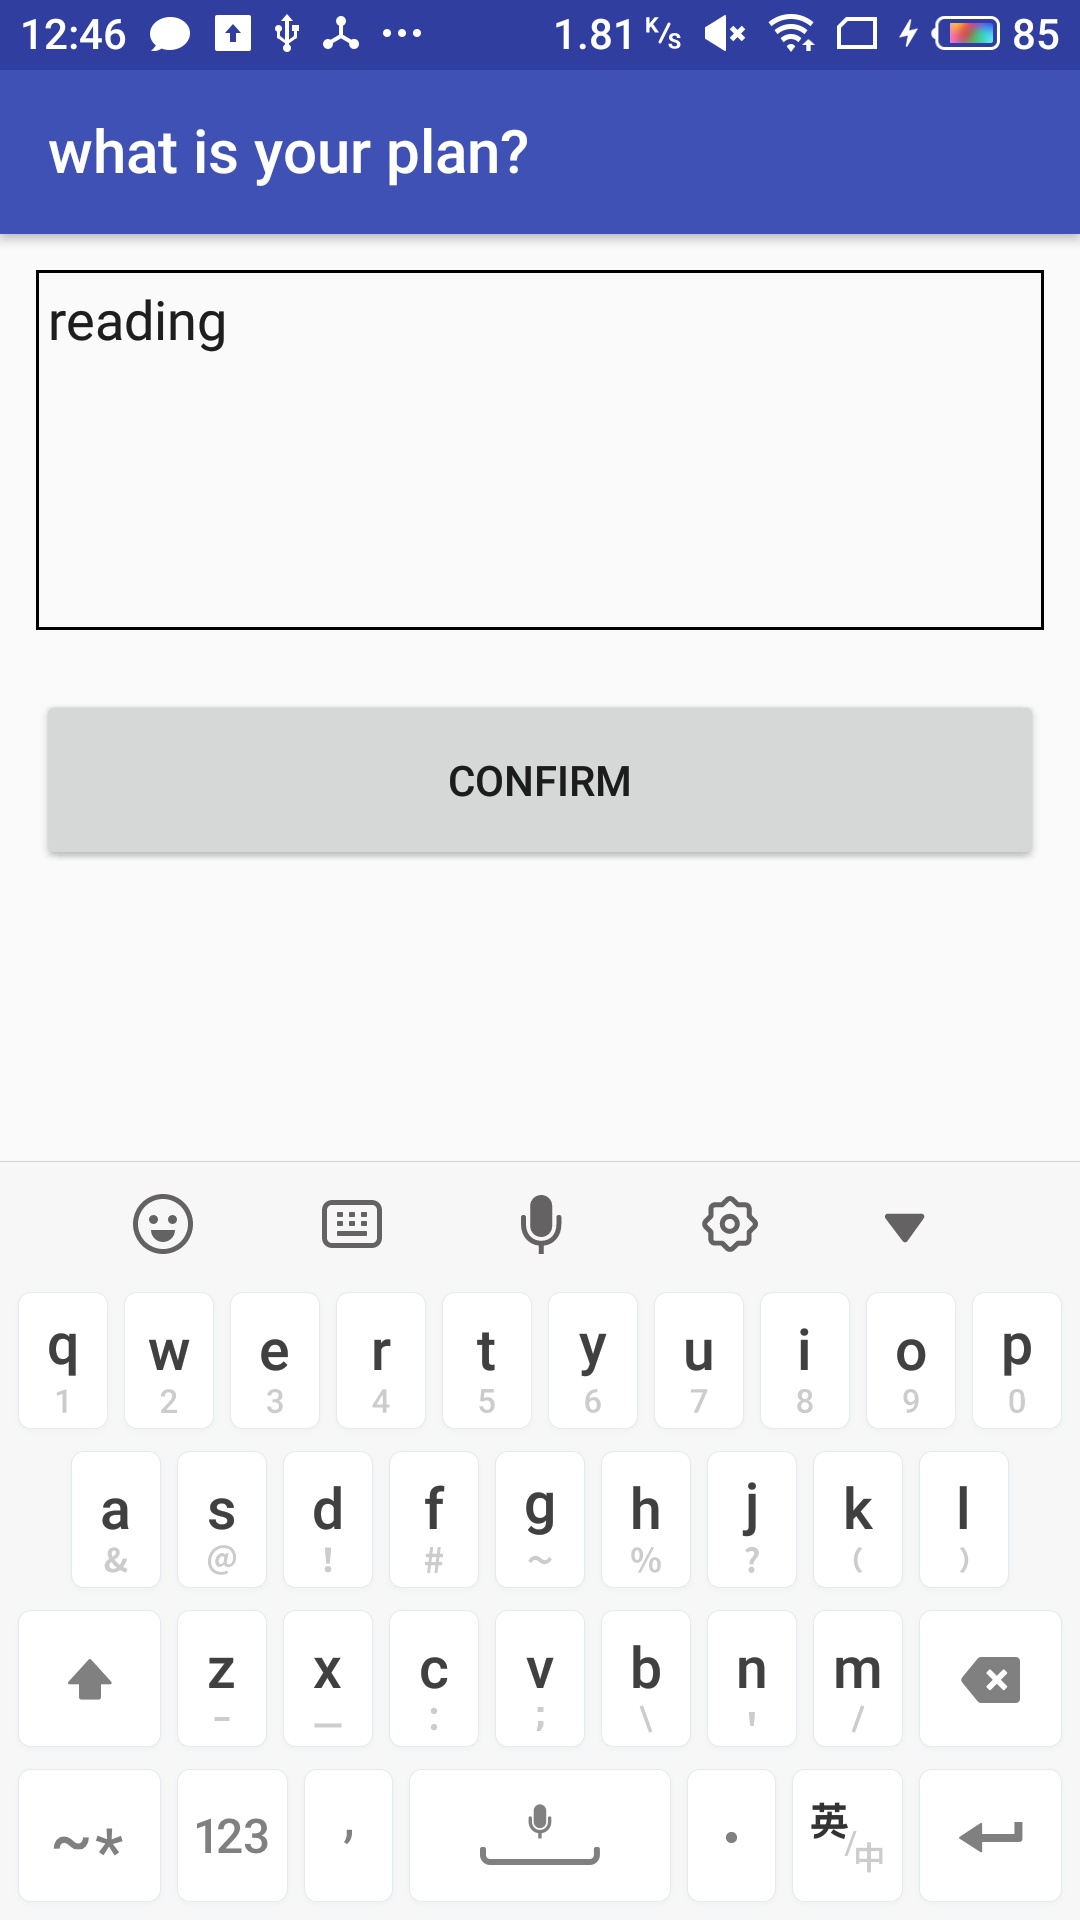 12:46 1.81 K/s 85
what is your plan?
reading
CONFIRM
q w e r t y u i o p
1 2 3 4 5 6 7 8 9 0
a s d f g h j k l
& @ ! # ~ % ? ( )
z x c v b n m
- _ : ; \ ' /
~* 123 , . 英/中